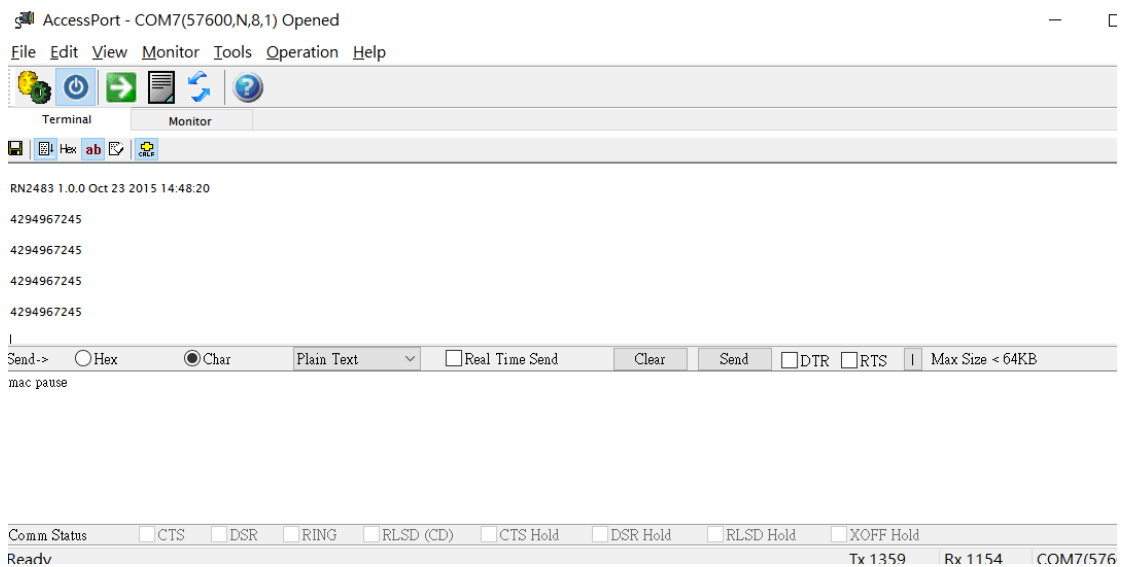 AccessPort - COM7(57600,N,8,1) Opened
File Edit View Monitor Tools Operation Help
Terminal Monitor
Hex ab CRLF
RN2483 1.0.0 Oct 23 2015 14:48:20
4294967245
4294967245
4294967245
4294967245
Send-> Hex Char Plain Text Real Time Send Clear Send DTR RTS Max Size < 64KB
mac pause
Comm Status CTS DSR RING RLSD (CD) CTS Hold DSR Hold RLSD Hold XOFF Hold
Ready Tx 1359 Rx 1154 COM7(576